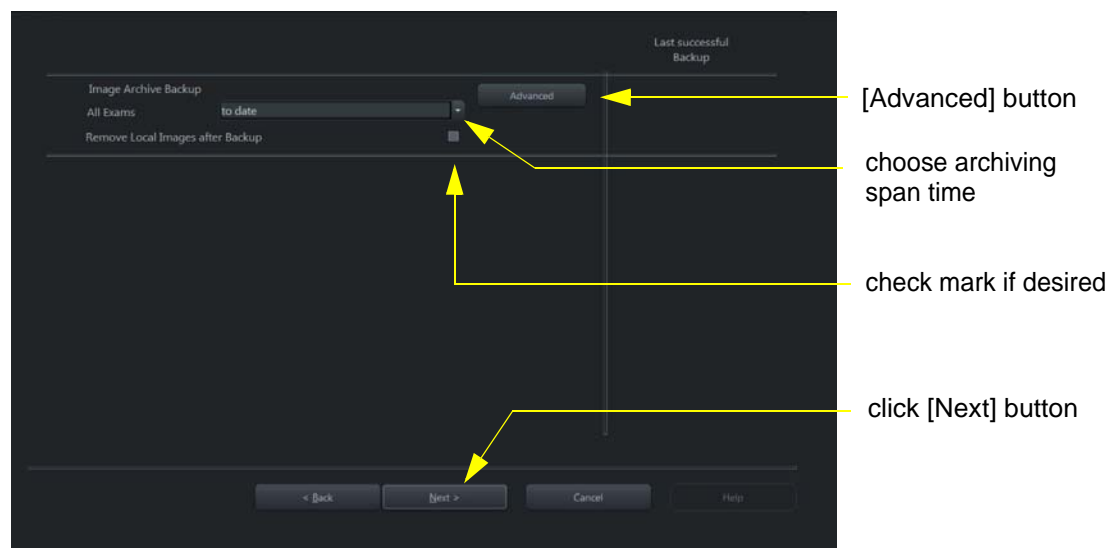 Last successful
Backup
Image Archive Backup
Advanced
All Exams
to date
Remove Local Images after Backup
[Advanced] button
choose archiving
span time
check mark if desired
click [Next] button
< Back
Next >
Cancel
Help